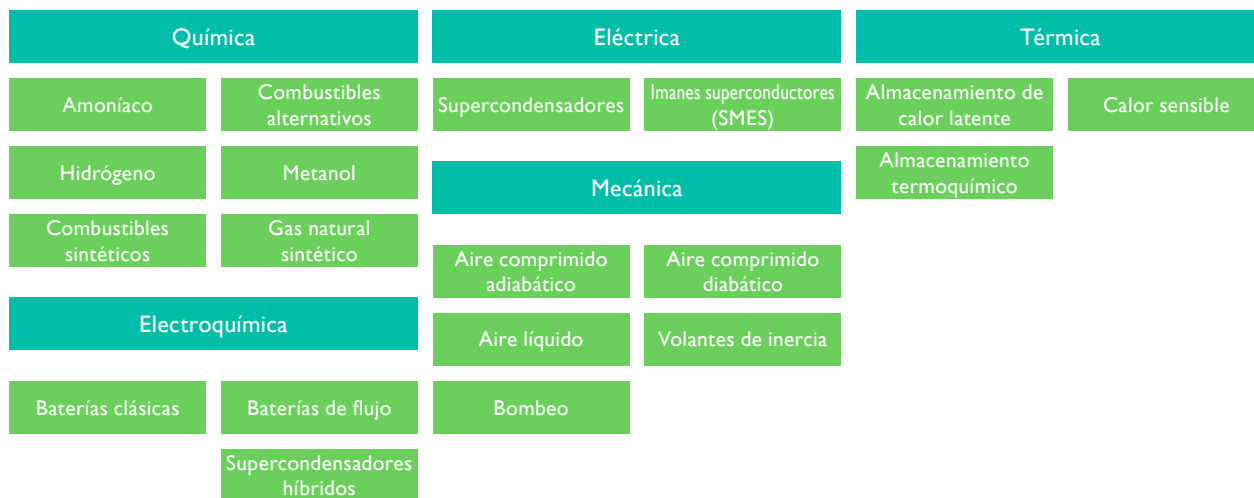 Química
Amoníaco
Combustibles
alternativos
Hidrógeno
Metanol
Combustibles
sintéticos
Gas natural
sintético
Electroquímica
Baterías clásicas
Baterías de flujo
Supercondensadores
híbridos
Eléctrica
Supercondensadores
Imanes superconductores
(SMES)
Mecánica
Aire comprimido
adiabático
Aire comprimido
diabático
Aire líquido
Volantes de inercia
Bombeo
Térmica
Almacenamiento de
calor latente
Calor sensible
Almacenamiento
termoquímico